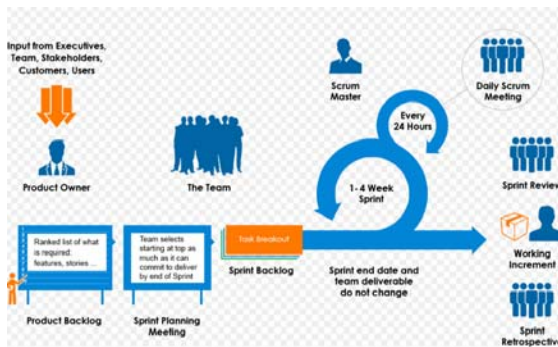 Input from Executives,
Team, Stakeholders,
Customers, Users
Product Owner
The Team
Scrum
Master
Daily Scrum
Meeting
Every
24 Hours
1-4 Week
Sprint
Sprint Review
Working
Increment
Sprint
Retrospectiv
Ranked list of what
is required:
features, stories ...
Product Backlog
Team selects
starting at top as
much as it can
commit to deliver
by end of Sprint
Sprint Planning
Meeting
Task Breakout
Sprint Backlog
Sprint end date and
team deliverable
do not change